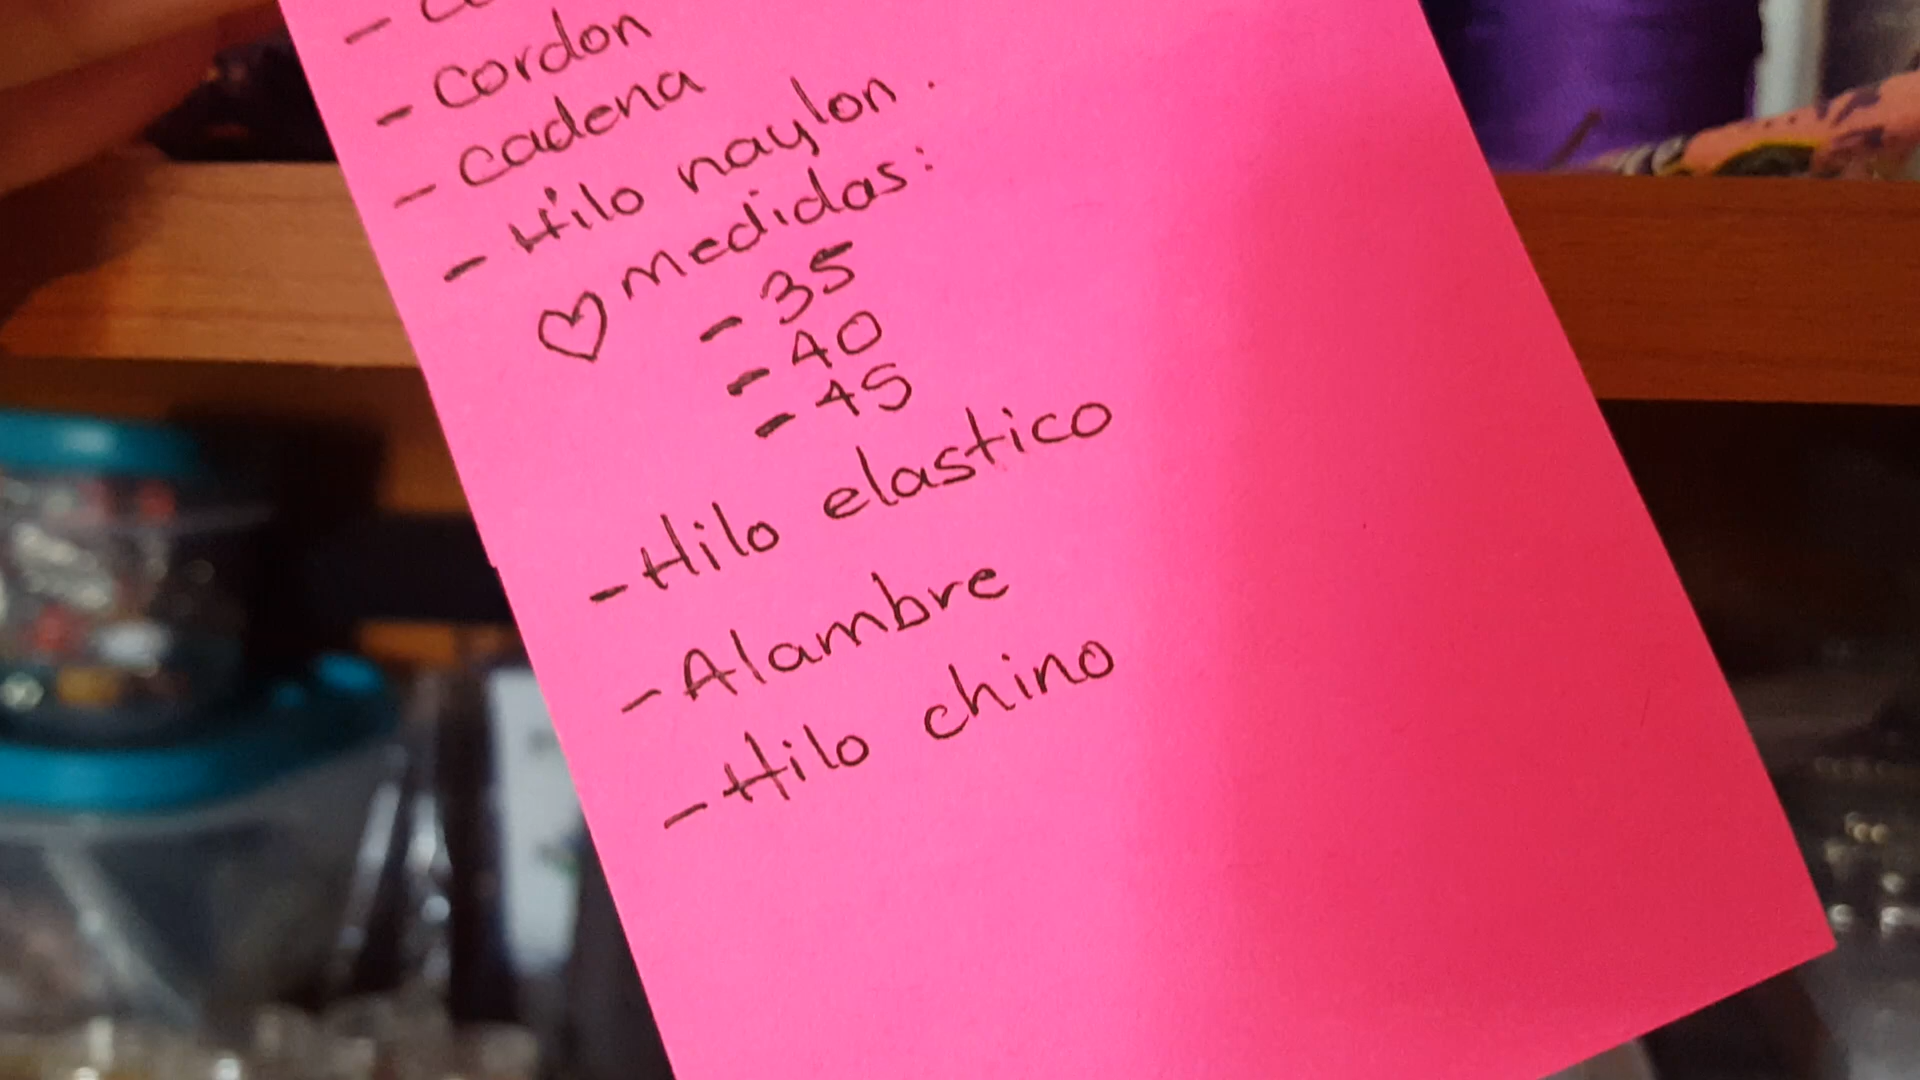 - cordon
- cadena
- Hilo naylon.
♡ medidas:
- 35
- 40
- 45
- Hilo elastico
- Alambre
- Hilo chino